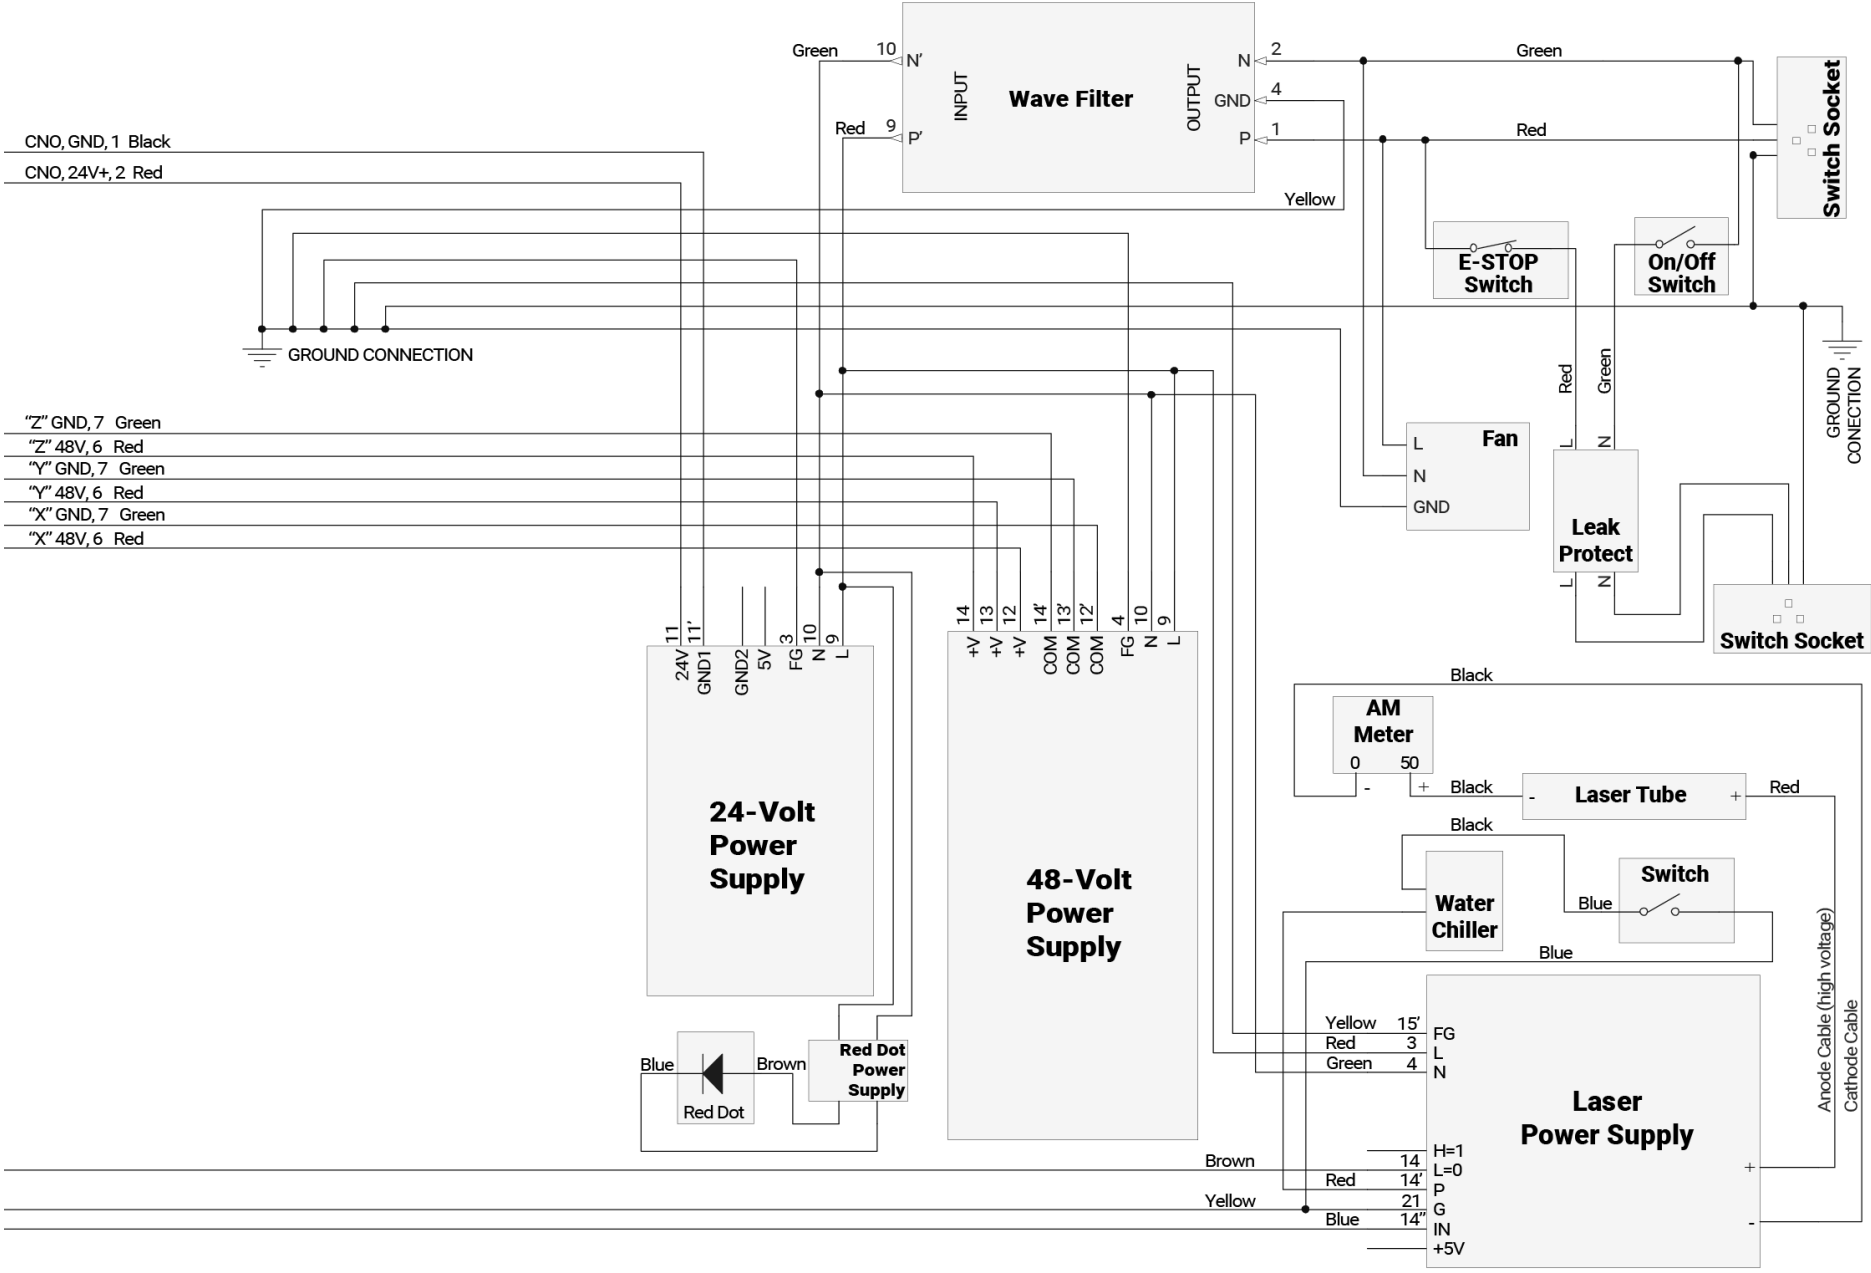 Green 10
N’
INPUT
Wave Filter
OUTPUT
N 2
Green
GND 4
Red 9
P’
P 1
Red
Switch Socket
CNO, GND, 1 Black
CNO, 24V+, 2 Red
Yellow
E-STOP
Switch
On/Off
Switch
GROUND CONNECTION
Red
Green
GROUND
CONECTION
“Z” GND, 7 Green
“Z” 48V, 6 Red
“Y” GND, 7 Green
“Y” 48V, 6 Red
“X” GND, 7 Green
“X” 48V, 6 Red
L
Fan
N
GND
L
N
Leak
Protect
L
N
Switch Socket
11
11’
3
10
9
24V
GND1
GND2
5V
FG
N
L
24-Volt
Power
Supply
14
13
12
14’
13’
12’
4
10
9
+V
+V
+V
COM
COM
COM
FG
N
L
48-Volt
Power
Supply
Black
AM
Meter
0 50
- +
Black
-
Laser Tube
+
Red
Black
Water
Chiller
Blue
Switch
Blue
Anode Cable (high voltage)
Cathode Cable
Blue
Red Dot
Brown
Red Dot
Power
Supply
Yellow 15’ FG
Red 3 L
Green 4 N
Laser
Power Supply
H=1
Brown 14 L=0
Red 14’ P
Yellow 21 G
Blue 14” IN
+5V
+
-